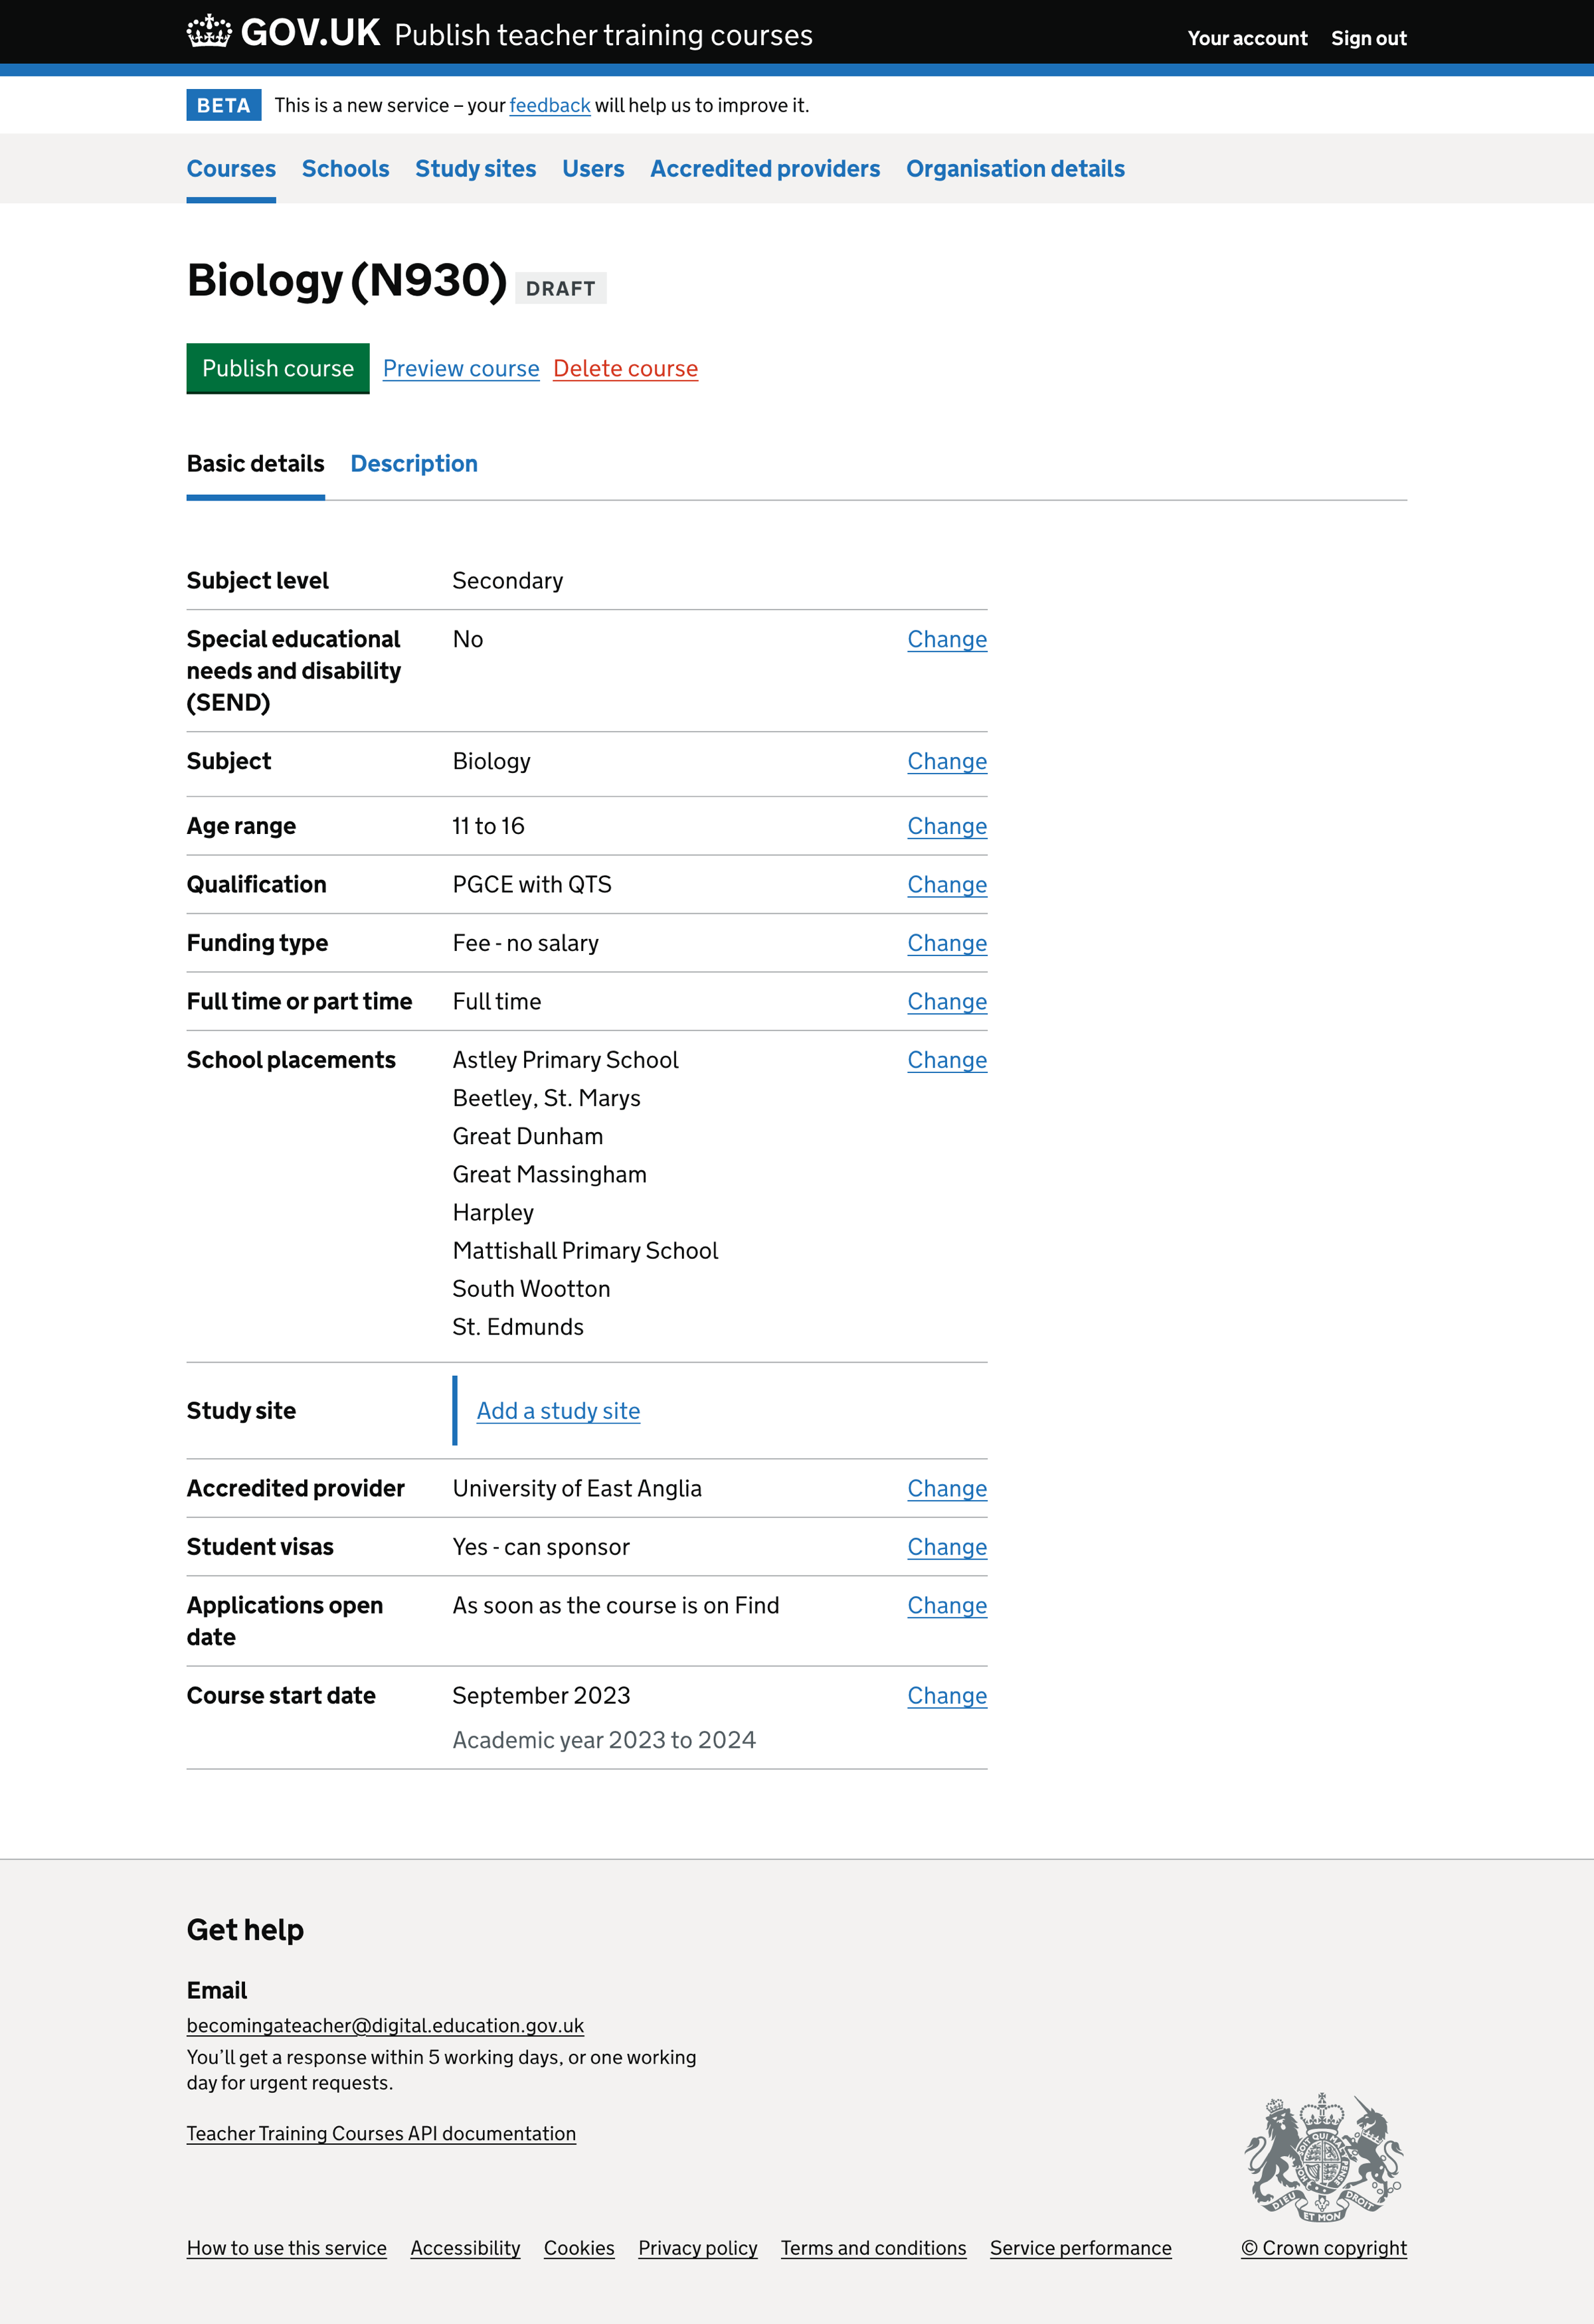 GOV.UK Publish teacher training courses Your account Sign out
BETA This is a new service – your feedback will help us to improve it.
Courses Schools Study sites Users Accredited providers Organisation details
Biology (N930) DRAFT
Publish course Preview course Delete course
Basic details Description
Subject level Secondary
Special educational No Change
needs and disability
(SEND)
Subject Biology Change
Age range 11 to 16 Change
Qualification PGCE with QTS Change
Funding type Fee - no salary Change
Full time or part time Full time Change
School placements Astley Primary School Change
Beetley, St. Marys
Great Dunham
Great Massingham
Harpley
Mattishall Primary School
South Wootton
St. Edmunds
Study site Add a study site
Accredited provider University of East Anglia Change
Student visas Yes - can sponsor Change
Applications open As soon as the course is on Find Change
date
Course start date September 2023 Change
Academic year 2023 to 2024
Get help
Email
becomingateacher@digital.education.gov.uk
You’ll get a response within 5 working days, or one working
day for urgent requests.
Teacher Training Courses API documentation
DIEU ET MON DROIT
How to use this service Accessibility Cookies Privacy policy Terms and conditions Service performance © Crown copyright